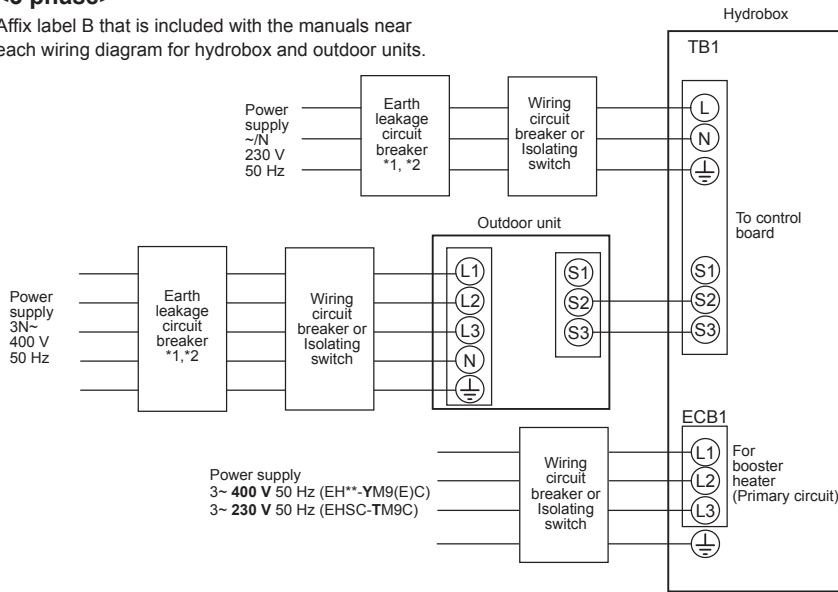 Affix label B that is included with the manuals near
each wiring diagram for hydrobox and outdoor units.
Hydrobox
TB1
Power
supply
~/N
230 V
50 Hz
Earth
leakage
circuit
breaker
*1, *2
Wiring
circuit
breaker or
Isolating
switch
L
N
To control
board
S1
S2
S3
Outdoor unit
Power
supply
3N~
400 V
50 Hz
Earth
leakage
circuit
breaker
*1,*2
Wiring
circuit
breaker or
Isolating
switch
L1
L2
L3
N
S1
S2
S3
ECB1
Power supply
3~ 400 V 50 Hz (EH**-YM9(E)C)
3~ 230 V 50 Hz (EHSC-TM9C)
Wiring
circuit
breaker or
Isolating
switch
L1
L2
L3
For
booster
heater
(Primary circuit)